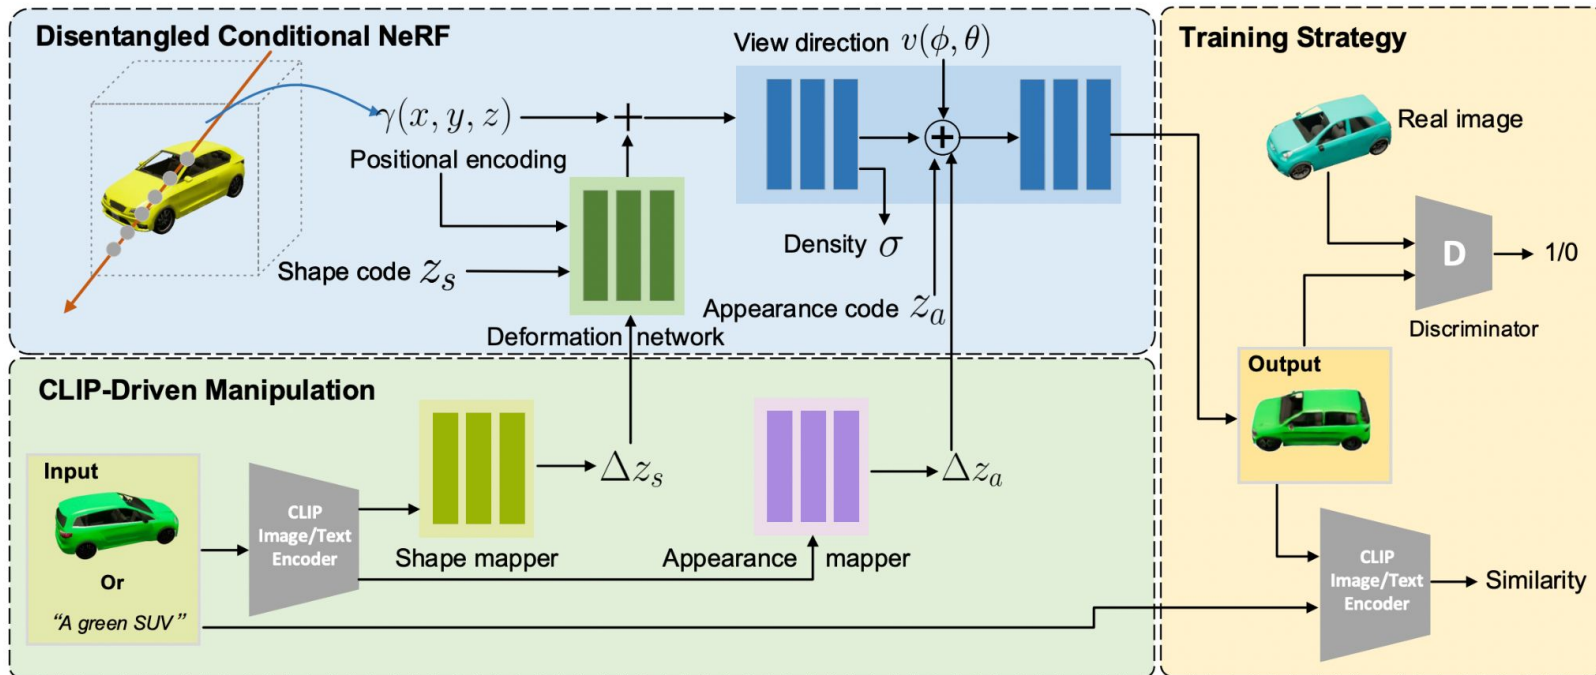 Disentangled Conditional NeRF
View direction v(ϕ, θ)
γ(x, y, z)
+
+
Positional encoding
Density σ
Shape code z_s
Appearance code z_a
Deformation network
CLIP-Driven Manipulation
Input
Or
“A green SUV”
CLIP
Image/Text
Encoder
Shape mapper
Δz_s
Appearance mapper
Δz_a
Training Strategy
Real image
D
1/0
Discriminator
Output
CLIP
Image/Text
Encoder
Similarity